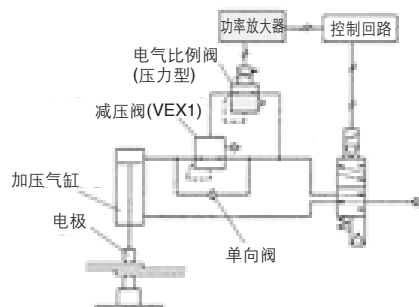 功率放大器
控制回路
电气比例阀
(压力型)
减压阀(VEX1)
加压气缸
电极
单向阀